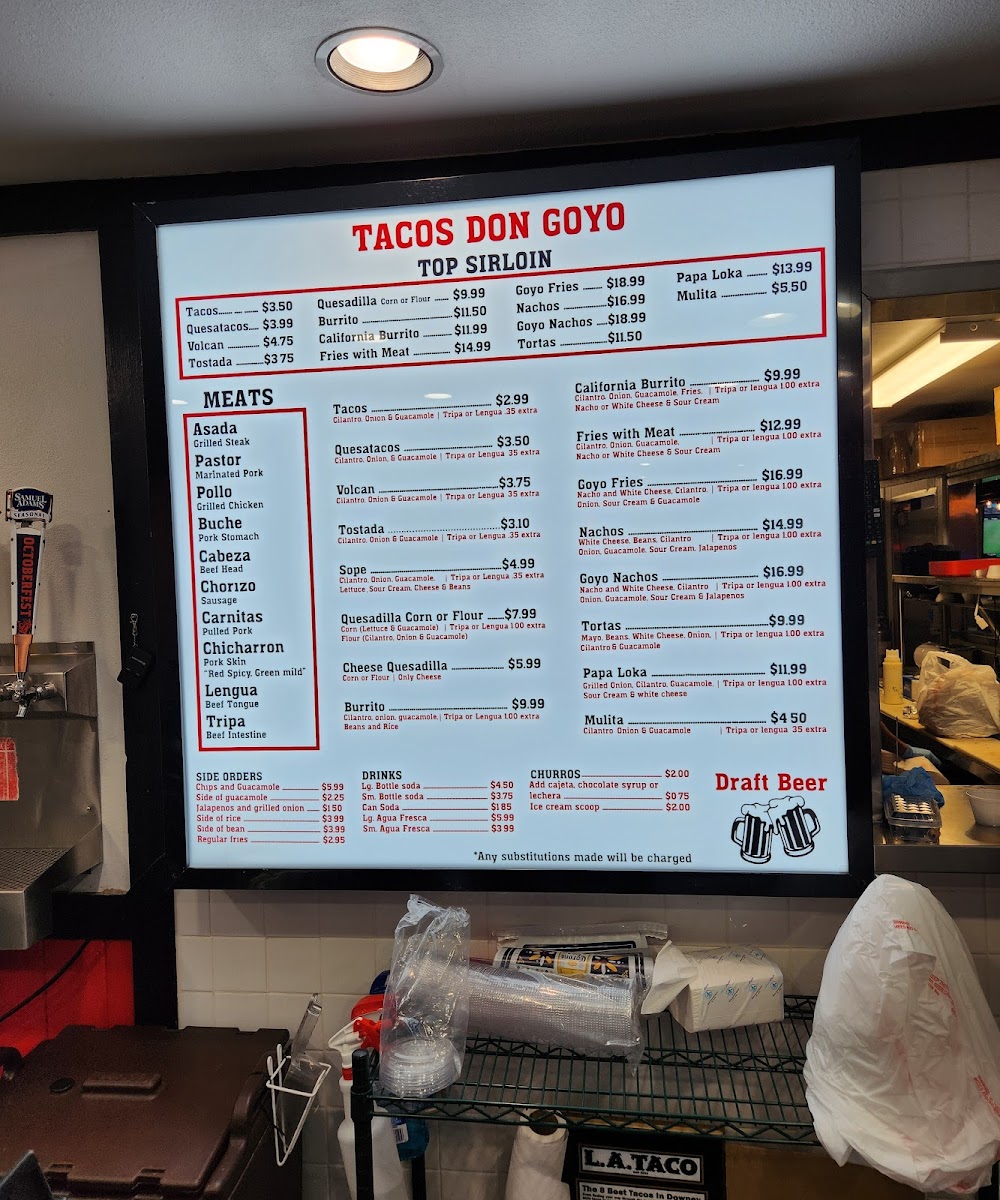 TACOS DON GOYO
TOP SIRLOIN
Tacos............ $3.50
Quesatacos.... $3.99
Volcan ........... $4.75
Tostada ........$3 75
Quesadilla Corn or Flour ...... $9.99
Burrito ........................ $11.50
California Burrito ......... $11.99
Fries with Meat ............ $14.99
Goyo Fries ...... $18.99
Nachos ............$16.99
Goyo Nachos ....$18.99
Tortas .............$11.50
Papa Loka ...... $13.99
Mulita ............. $5,50
MEATS
Asada
Grilled Steak
Pastor
Marinated Pork
Pollo
Grilled Chicken
Buche
Pork Stomach
Cabeza
Beef Head
Chorizo
Sausage
Carnitas
Pulled Pork
Chicharron
Pork Skin
"Red Spicy, Green mild"
Lengua
Beef Tongue
Tripa
Beef Intestine
Tacos ................................ $2.99
Cilantro, Onion & Guacamole | Tripa or Lengua .35 extra
Quesatacos ....................... $3.50
Cilantro, Onion, & Guacamole | Tripa or Lengua .35 extra
Volcan ...............................$3.75
Cilantro, Onion & Guacamole | Tripa or Lengua .35 extra
Tostada ..............................$3.10
Cilantro, Onion & Guacamole | Tripa or Lengua .35 extra
Sope ................................. $4.99
Cilantro, Onion, Guacamole, | Tripa or Lengua .35 extra
Lettuce, Sour Cream, Cheese & Beans
Quesadilla Corn or Flour ......$7.99
Corn (Lettuce & Guacamole) | Tripa or Lengua 1.00 extra
Flour (Cilantro, Onion & Guacamole)
Cheese Quesadilla ............. $5.99
Corn or Flour | Only Cheese
Burrito .............................. $9.99
Cilantro, onion, guacamole, | Tripa or Lengua 1.00 extra
Beans and Rice
California Burrito .................... $9.99
Cilantro, Onion, Guacamole, Fries, | Tripa or lengua 1.00 extra
Nacho or White Cheese & Sour Cream
Fries with Meat ...................... $12.99
Cilantro, Onion, Guacamole, | Tripa or lengua 1.00 extra
Nacho or White Cheese & Sour Cream
Goyo Fries ............................ $16.99
Nacho and White Cheese, Cilantro, | Tripa or lengua 1.00 extra
Onion, Sour Cream & Guacamole
Nachos ................................. $14.99
White Cheese, Beans, Cilantro | Tripa or lengua 1.00 extra
Onion, Guacamole, Sour Cream, Jalapenos
Goyo Nachos ......................... $16.99
Nacho and White Cheese, Cilantro | Tripa or lengua 1.00 extra
Onion, Guacamole, Sour Cream & Jalapenos
Tortas ...................................$9.99
Mayo, Beans, White Cheese, Onion, | Tripa or lengua 1.00 extra
Cilantro & Guacamole
Papa Loka ............................. $11,99
Grilled Onion, Cilantro, Guacamole, | Tripa or lengua 1.00 extra
Sour Cream & white cheese
Mulita .................................. $4 50
Cilantro Onion & Guacamole | Tripa or lengua .35 extra
SIDE ORDERS
Chips and Guacamole ........ $5.99
Side of guacamole ........ $2.25
Jalapenos and grilled onion .... $1 50
Side of rice ........ $3 99
Side of bean ........ $3.99
Regular fries ........ $2.95
DRINKS
Lg. Bottle soda ........ $4 50
Sm. Bottle soda ........ $3.75
Can Soda ........ $1 85
Lg. Agua Fresca ........ $5.99
Sm. Agua Fresca ........ $3 99
CHURROS ........ $2.00
Add cajeta, chocolate syrup or
lechera ........ $0 75
Ice cream scoop ........ $2.00
Draft Beer
*Any substitutions made will be charged
SAMUEL ADAMS
SEASONAL
OCTOBERFEST
Corona
L.A.TACO
The 8 Best Tacos In Downey